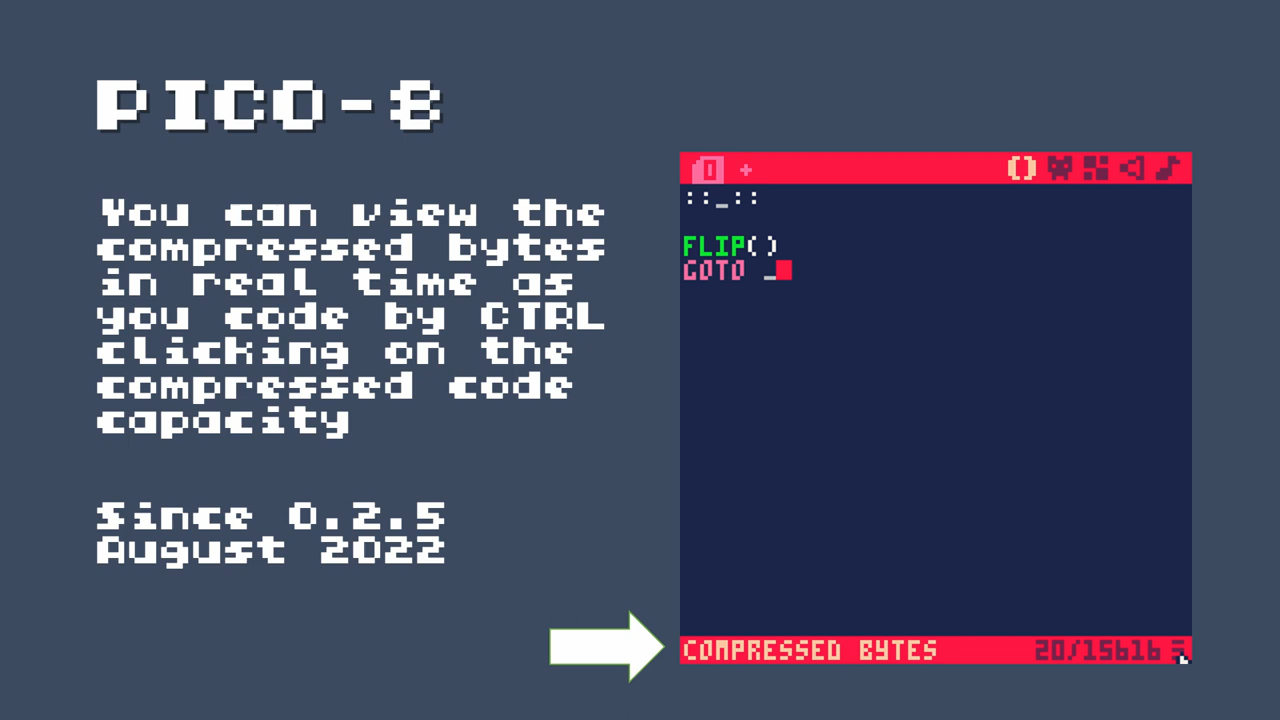 PICO-8
You can view the
compressed bytes
in real time as
you code by CTRL
clicking on the
compressed code
capacity
Since 0.2.5
August 2022
0 +
::_::
FLIP()
GOTO _
COMPRESSED BYTES 20/15616